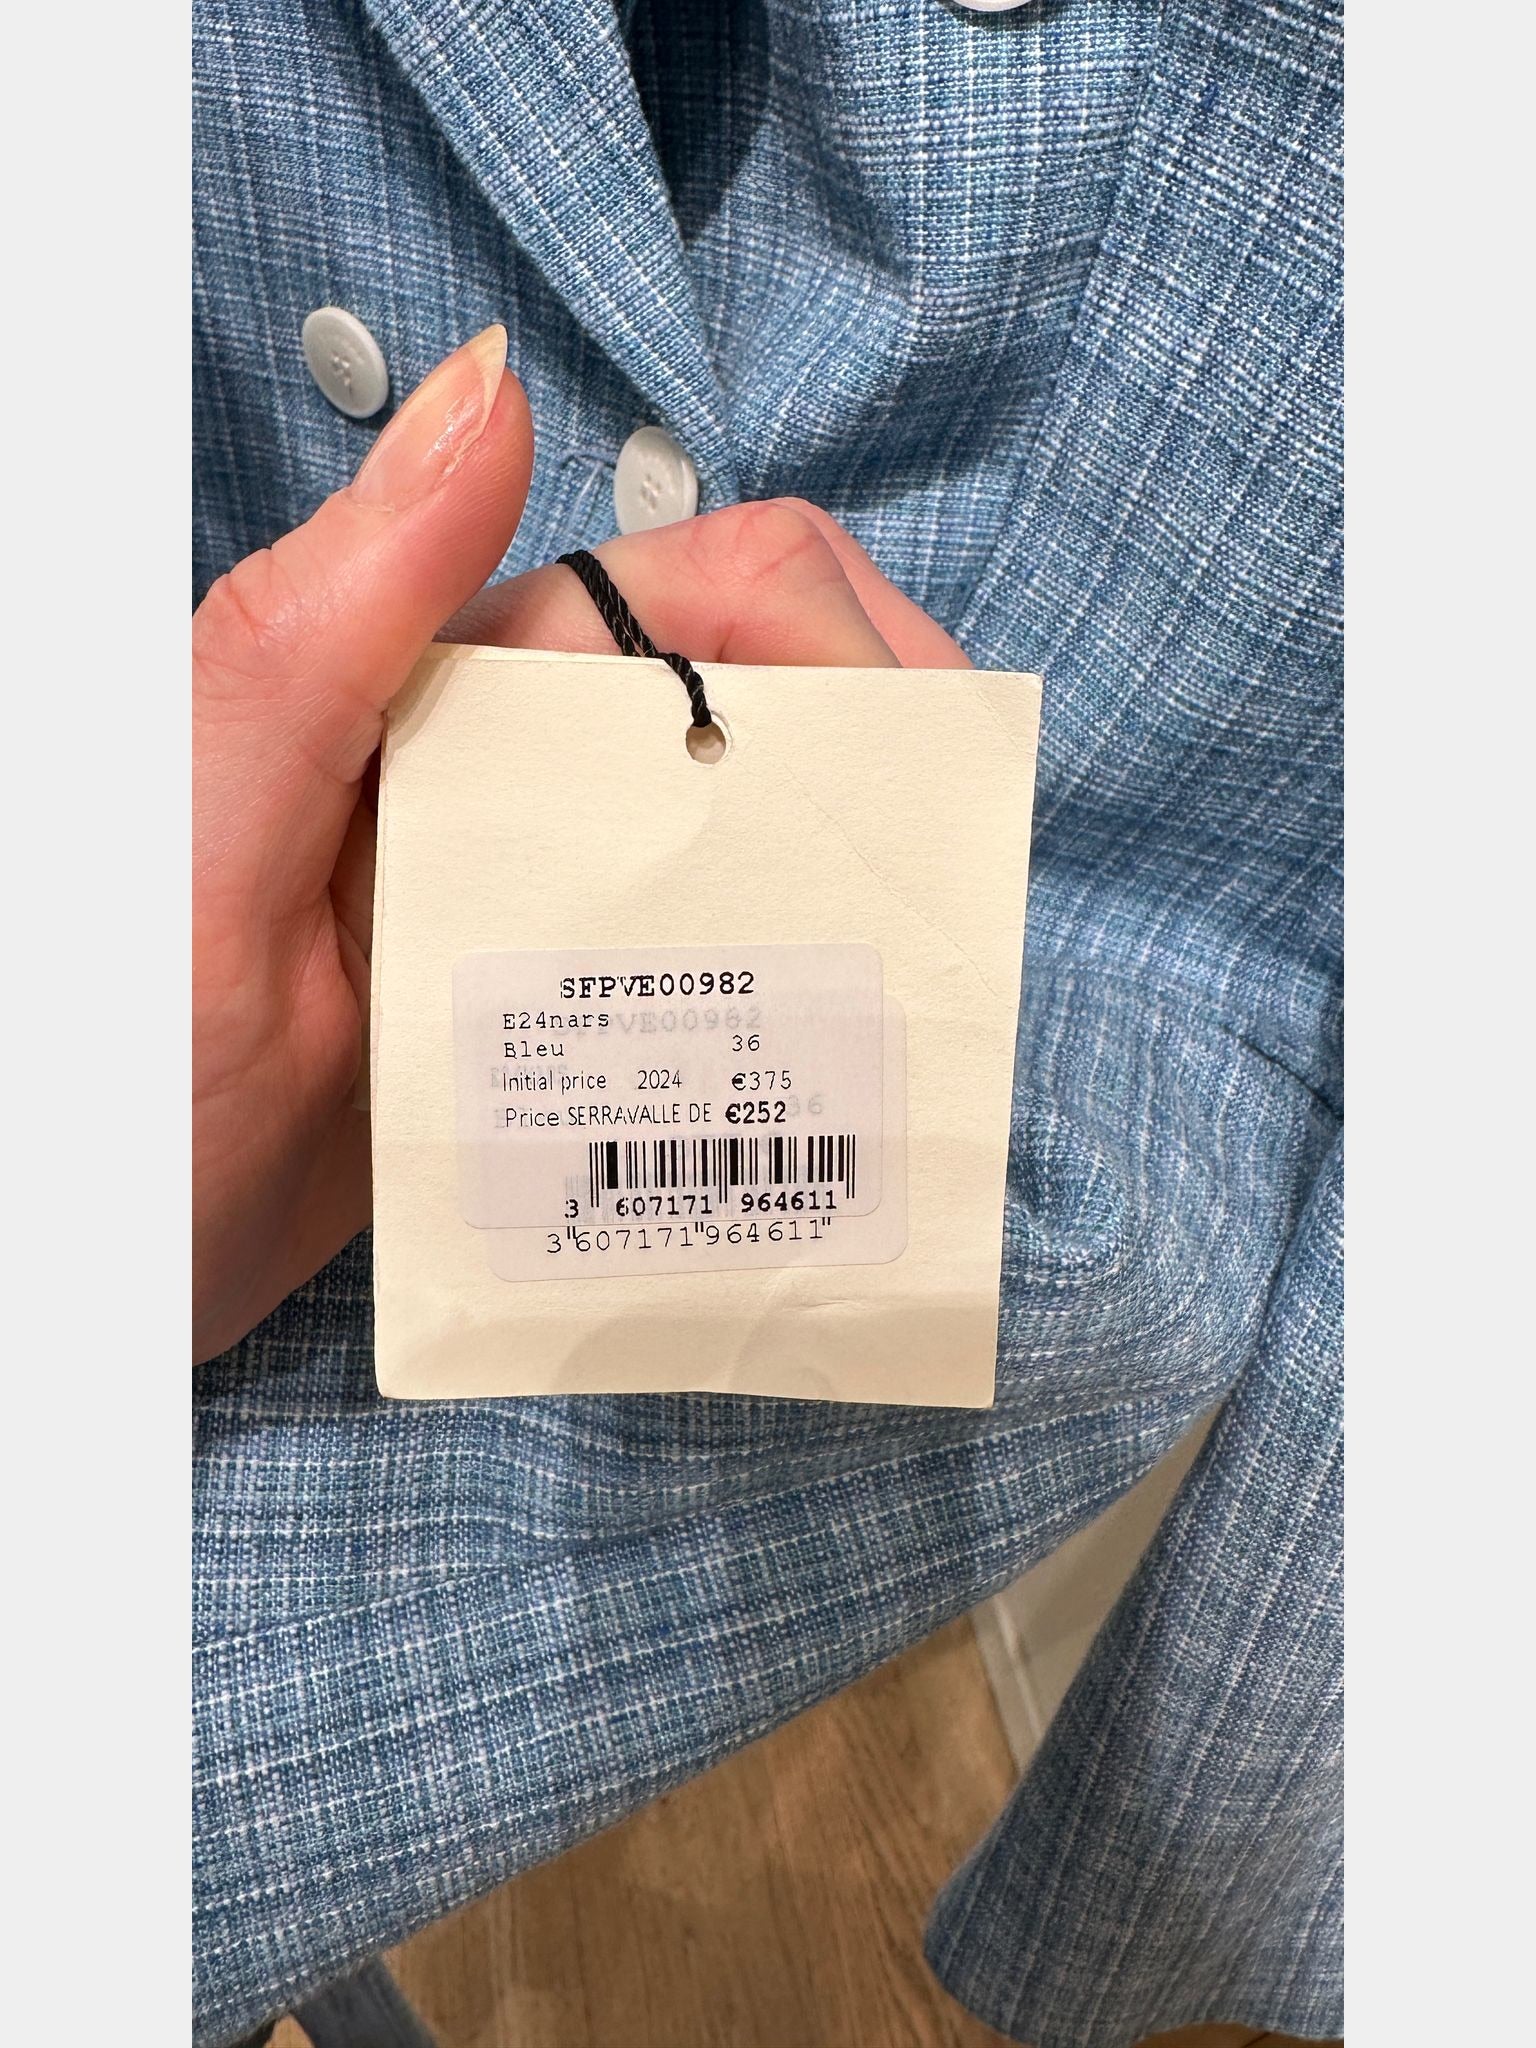 SFPVE00982
E24nars
Bleu 36
Initial price 2024 €375
Price SERRAVALLE DE €252
3 607171 964611
3"607171"964611"